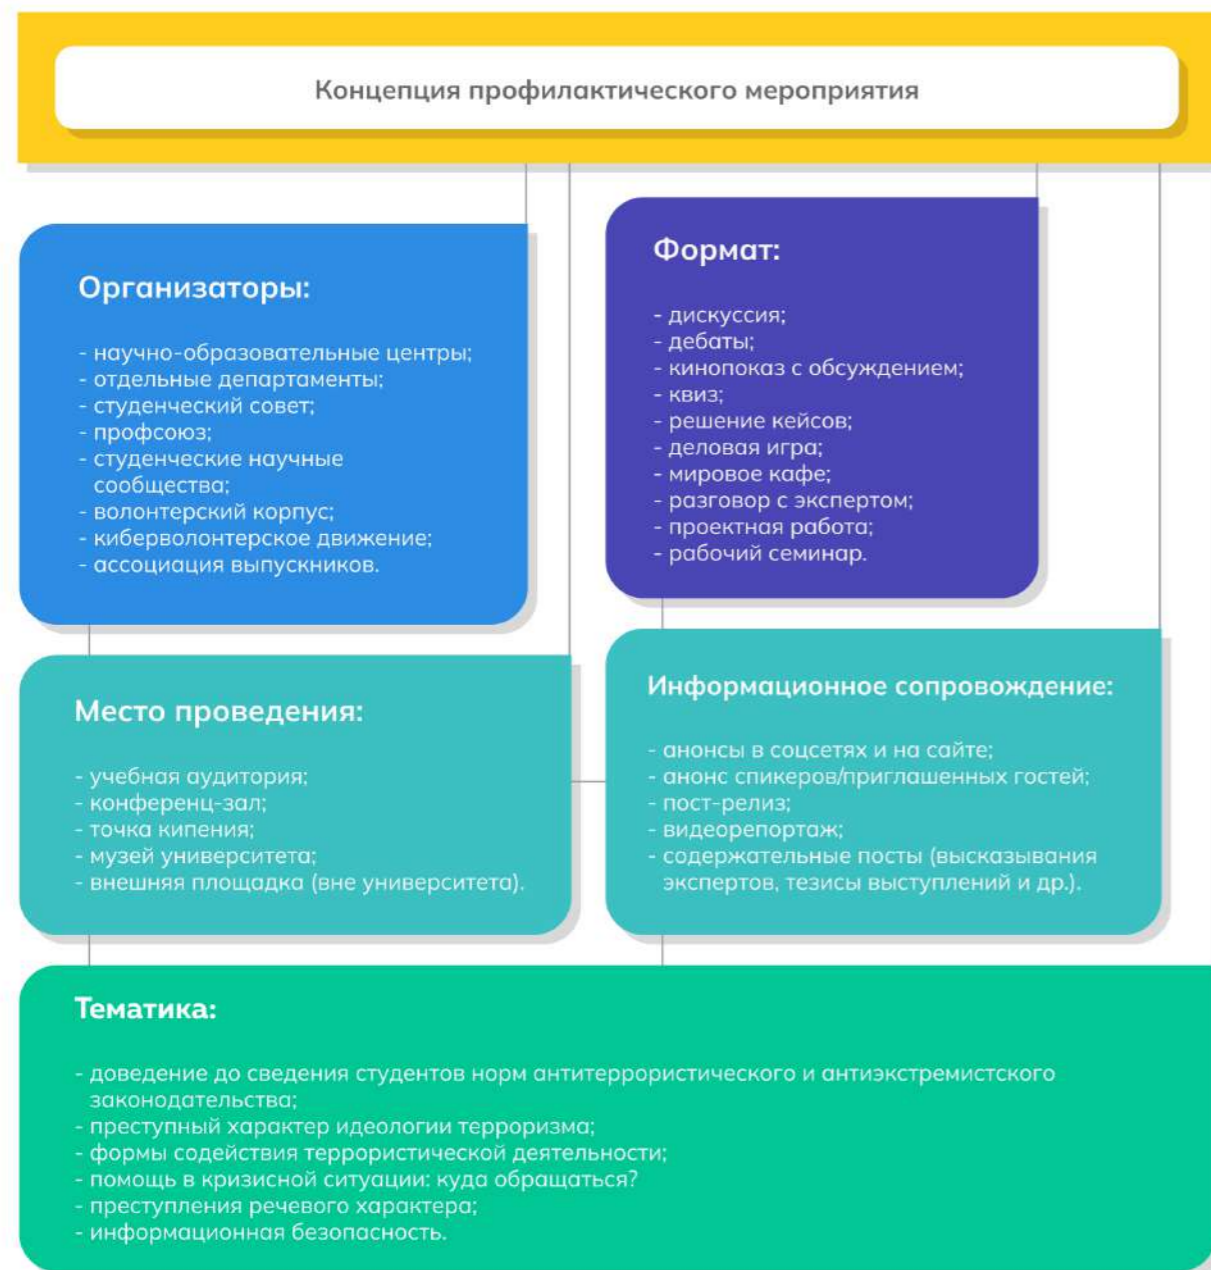 Концепция профилактического мероприятия
Организаторы:
- научно-образовательные центры;
- отдельные департаменты;
- студенческий совет;
- профсоюз;
- студенческие научные
сообщества;
- волонтерский корпус;
- киберволонтерское движение;
- ассоциация выпускников.
Формат:
- дискуссия;
- дебаты;
- кинопоказ с обсуждением;
- квиз;
- решение кейсов;
- деловая игра;
- мировое кафе;
- разговор с экспертом;
- проектная работа;
- рабочий семинар.
Место проведения:
- учебная аудитория;
- конференц-зал;
- точка кипения;
- музей университета;
- внешняя площадка (вне университета).
Информационное сопровождение:
- анонсы в соцсетях и на сайте;
- анонс спикеров/приглашенных гостей;
- пост-релиз;
- видеорепортаж;
- содержательные посты (высказывания
экспертов, тезисы выступлений и др.).
Тематика:
- доведение до сведения студентов норм антитеррористического и антиэкстремистского
законодательства;
- преступный характер идеологии терроризма;
- формы содействия террористической деятельности;
- помощь в кризисной ситуации: куда обращаться?
- преступления речевого характера;
- информационная безопасность.